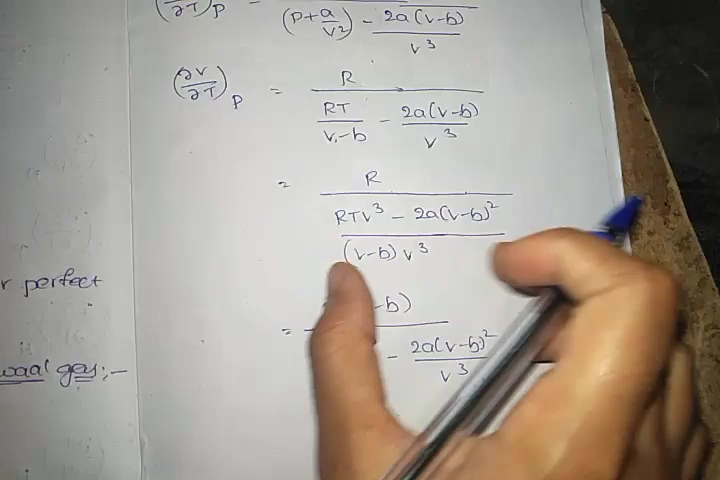 (∂T)P =
(P+a/v²) - 2a(v-b)/v³
(∂v/∂T)P = R / (RT/v-b - 2a(v-b)/v³)
= R / ((RTv³ - 2a(v-b)²) / (v-b)v³)
r perfect
= -b) / - 2a(v-b)²/v³
waal gas:-